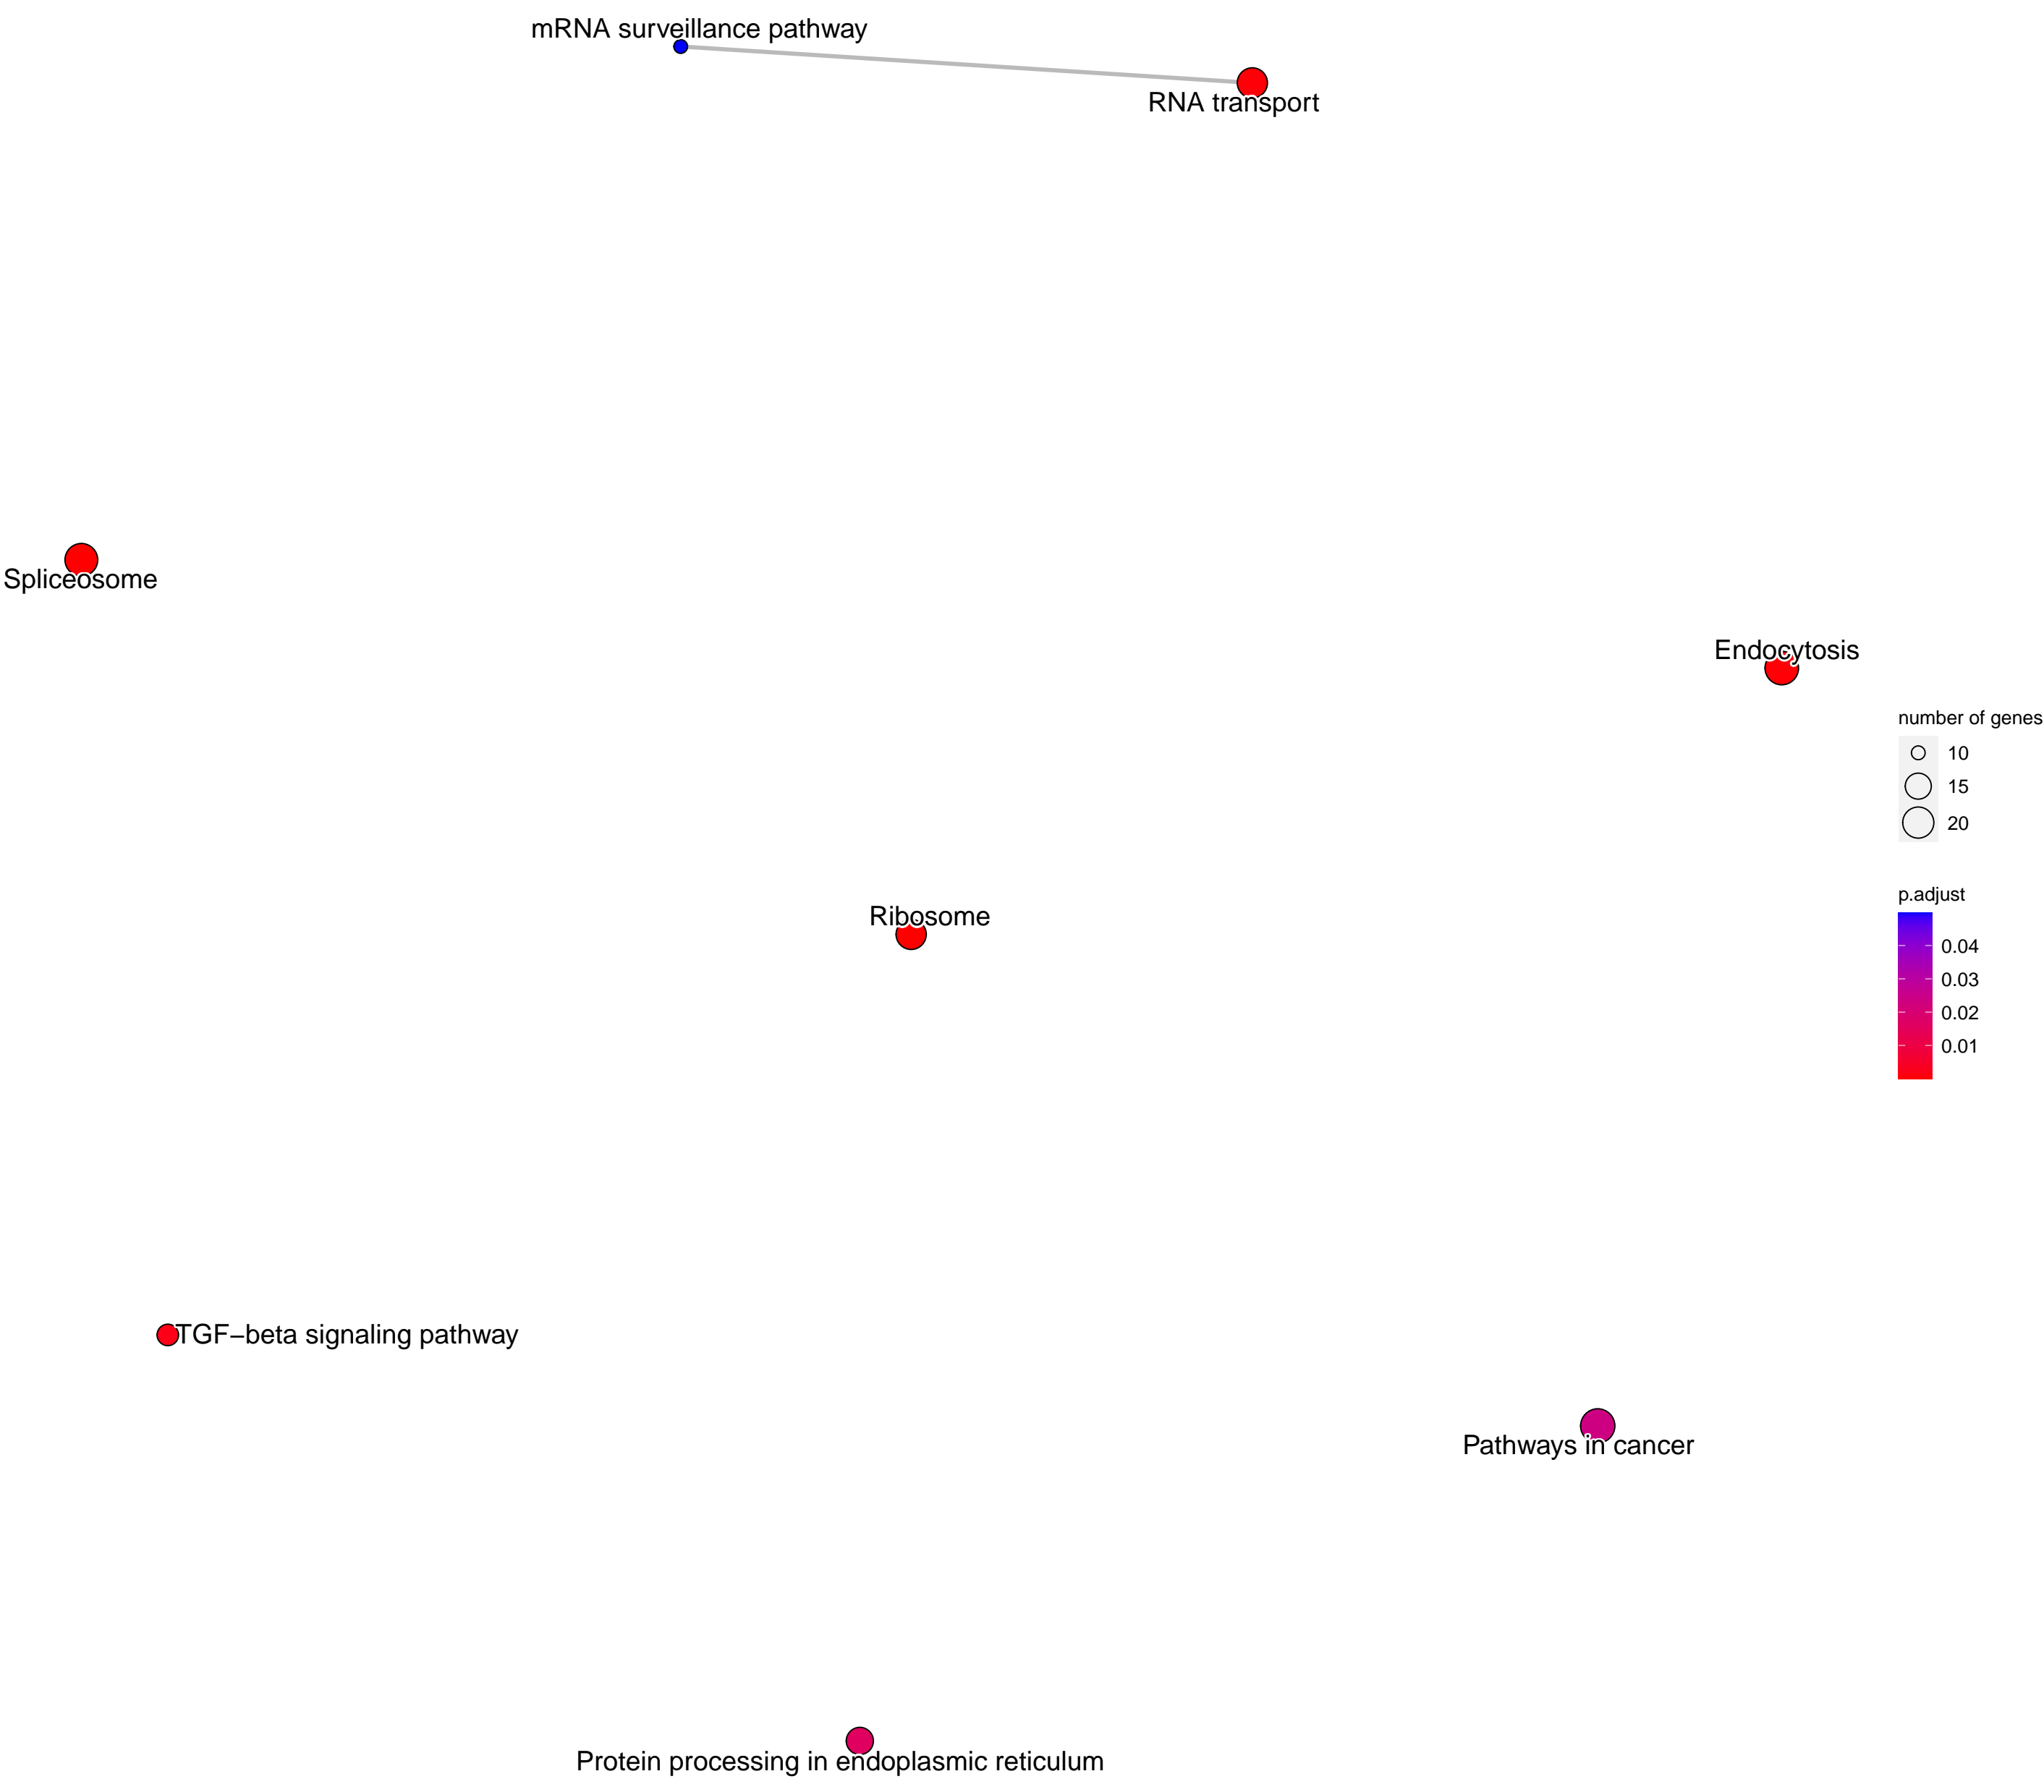 mRNA surveillance pathway
RNA transport
Spliceosome
Endocytosis
number of genes
10
15
20
p.adjust
0.04
0.03
0.02
0.01
Ribosome
TGF−beta signaling pathway
Pathways in cancer
Protein processing in endoplasmic reticulum